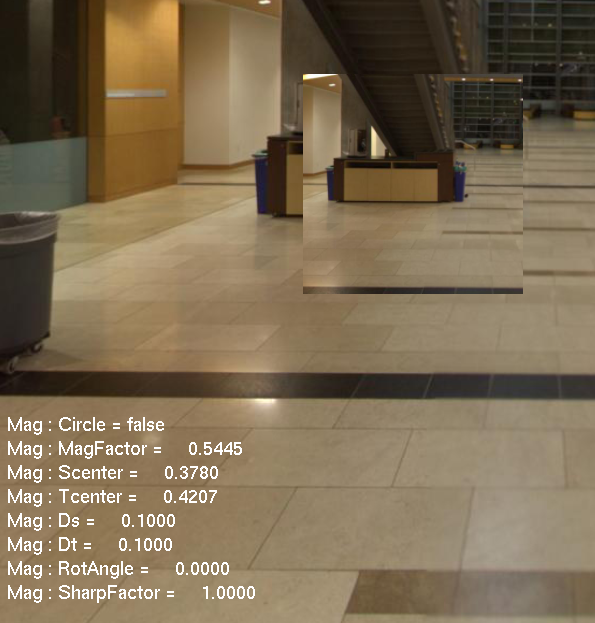 Mag : Circle = false
Mag : MagFactor = 0.5445
Mag : Scenter = 0.3780
Mag : Tcenter = 0.4207
Mag : Ds = 0.1000
Mag : Dt = 0.1000
Mag : RotAngle = 0.0000
Mag : SharpFactor = 1.0000